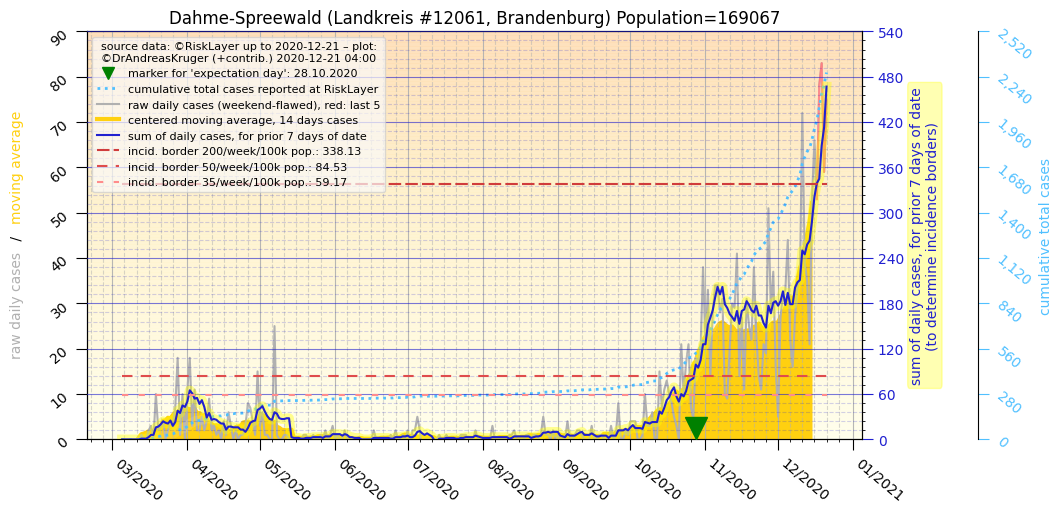 Dahme-Spreewald (Landkreis #12061, Brandenburg) Population=169067
source data: ©RiskLayer up to 2020-12-21 – plot:
©DrAndreasKruger (+contrib.) 2020-12-21 04:00
marker for 'expectation day': 28.10.2020
cumulative total cases reported at RiskLayer
raw daily cases (weekend-flawed), red: last 5
centered moving average, 14 days cases
sum of daily cases, for prior 7 days of date
incid. border 200/week/100k pop.: 338.13
incid. border 50/week/100k pop.: 84.53
incid. border 35/week/100k pop.: 59.17
raw daily cases / moving average
90
80
70
60
50
40
30
20
10
0
03/2020
04/2020
05/2020
06/2020
07/2020
08/2020
09/2020
10/2020
11/2020
12/2020
01/2021
540
480
420
360
300
240
180
120
60
0
sum of daily cases, for prior 7 days of date
(to determine incidence borders)
2,520
2,240
1,960
1,680
1,400
1,120
840
560
280
0
cumulative total cases